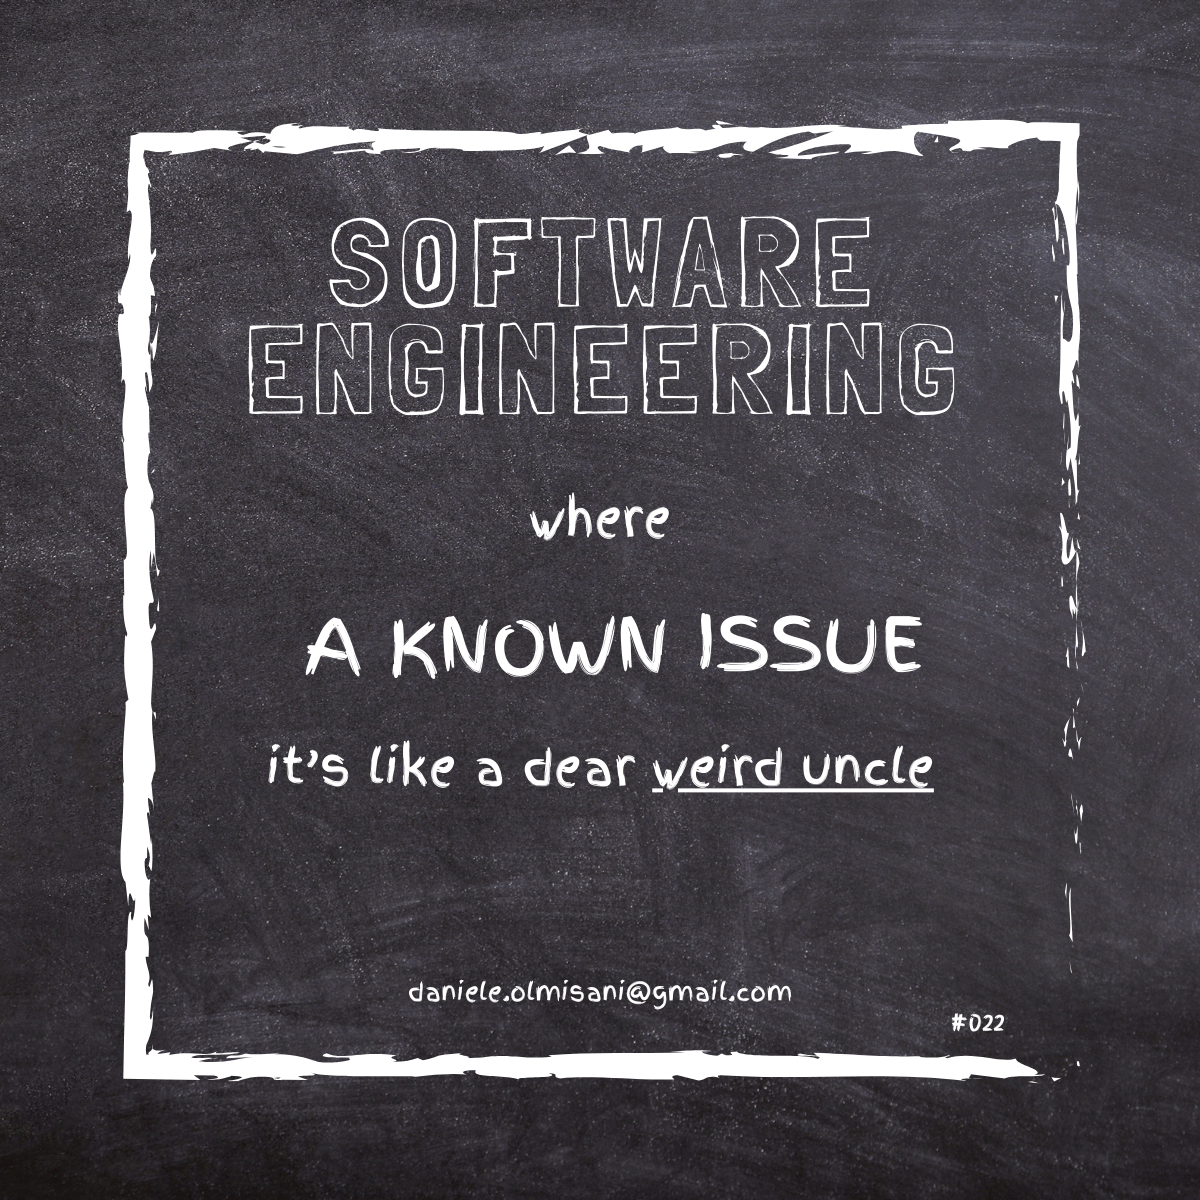 SOFTWARE
ENGINEERING
where
A KNOWN ISSUE
it's like a dear weird uncle
daniele.olmisani@gmail.com
#022